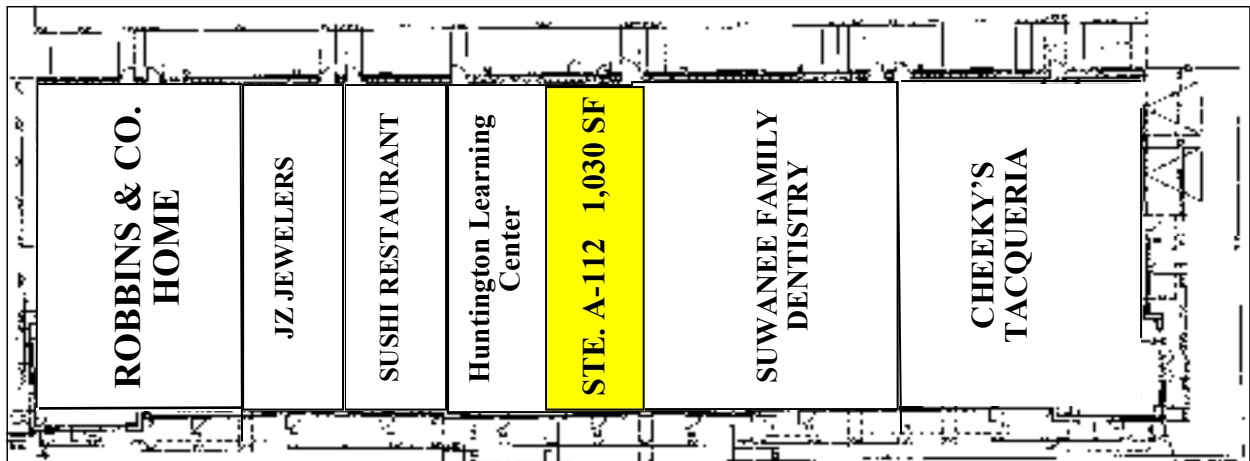 ROBBINS & CO.
HOME
JZ JEWELERS
SUSHI RESTAURANT
Huntington Learning
Center
STE. A-112 1,030 SF
SUWANEE FAMILY
DENTISTRY
CHEEKY'S
TACQUERIA